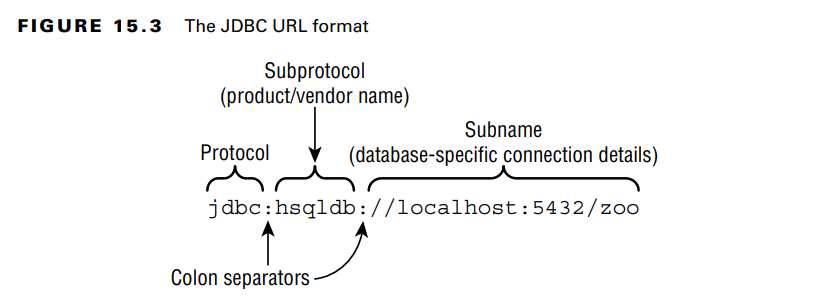 FIGURE 15.3 The JDBC URL format
Subprotocol
(product/vendor name)
Subname
(database-specific connection details)
Protocol
jdbc:hsqldb://localhost:5432/zoo
Colon separators